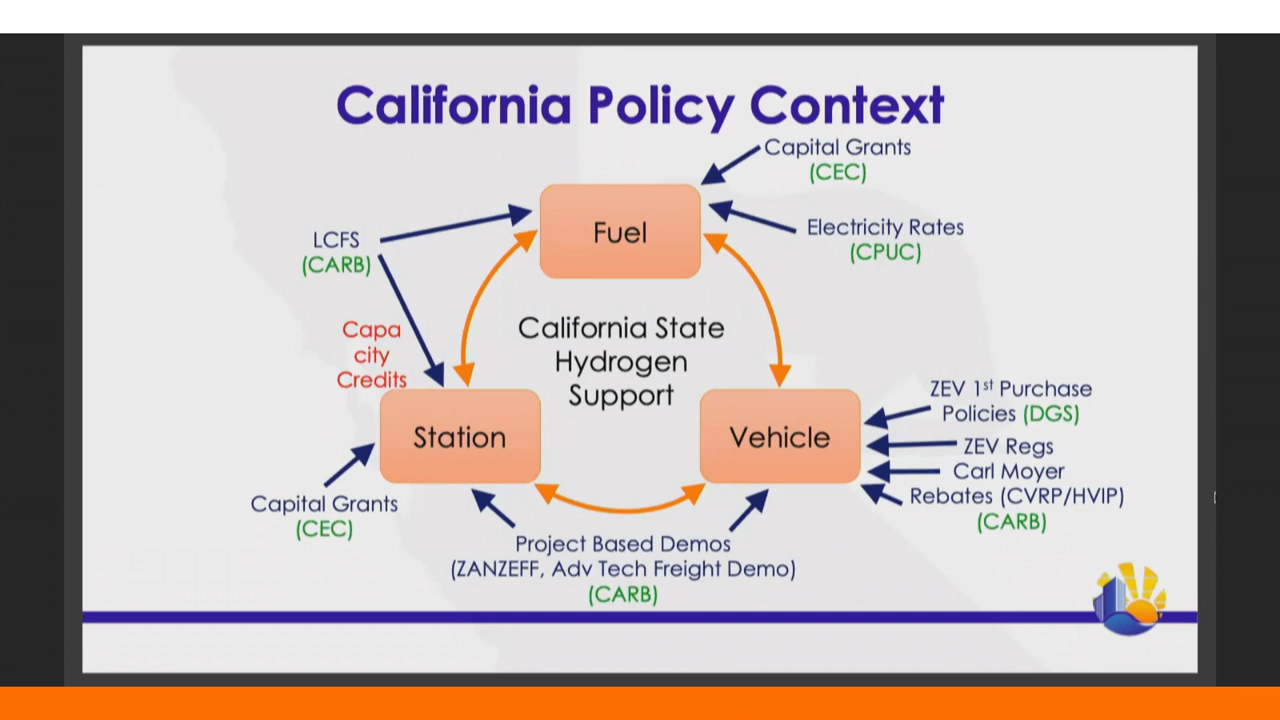 California Policy Context
Capital Grants
(CEC)
Fuel
Electricity Rates
(CPUC)
LCFS
(CARB)
California State
Hydrogen
Support
Capa
city
Credits
Station
Vehicle
ZEV 1st Purchase
Policies (DGS)
ZEV Regs
Carl Moyer
Rebates (CVRP/HVIP)
(CARB)
Capital Grants
(CEC)
Project Based Demos
(ZANZEFF, Adv Tech Freight Demo)
(CARB)